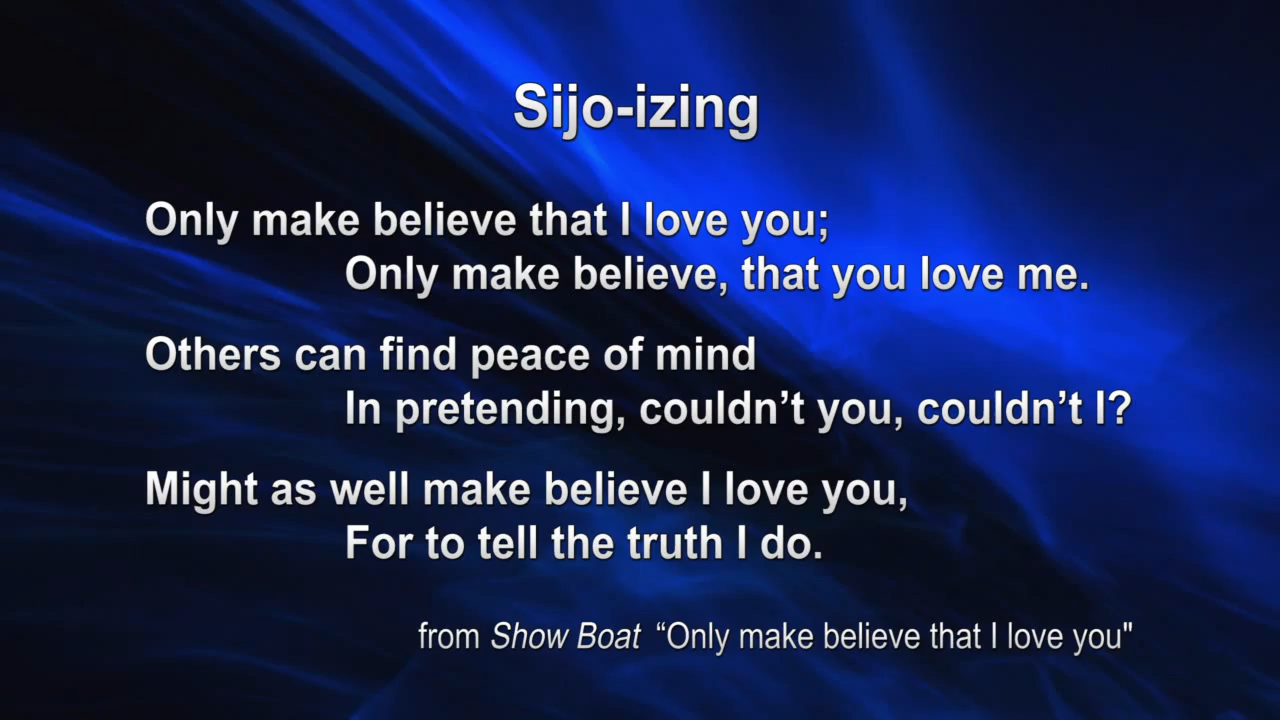 Sijo-izing
Only make believe that I love you;
Only make believe, that you love me.
Others can find peace of mind
In pretending, couldn’t you, couldn’t I?
Might as well make believe I love you,
For to tell the truth I do.
from Show Boat “Only make believe that I love you"